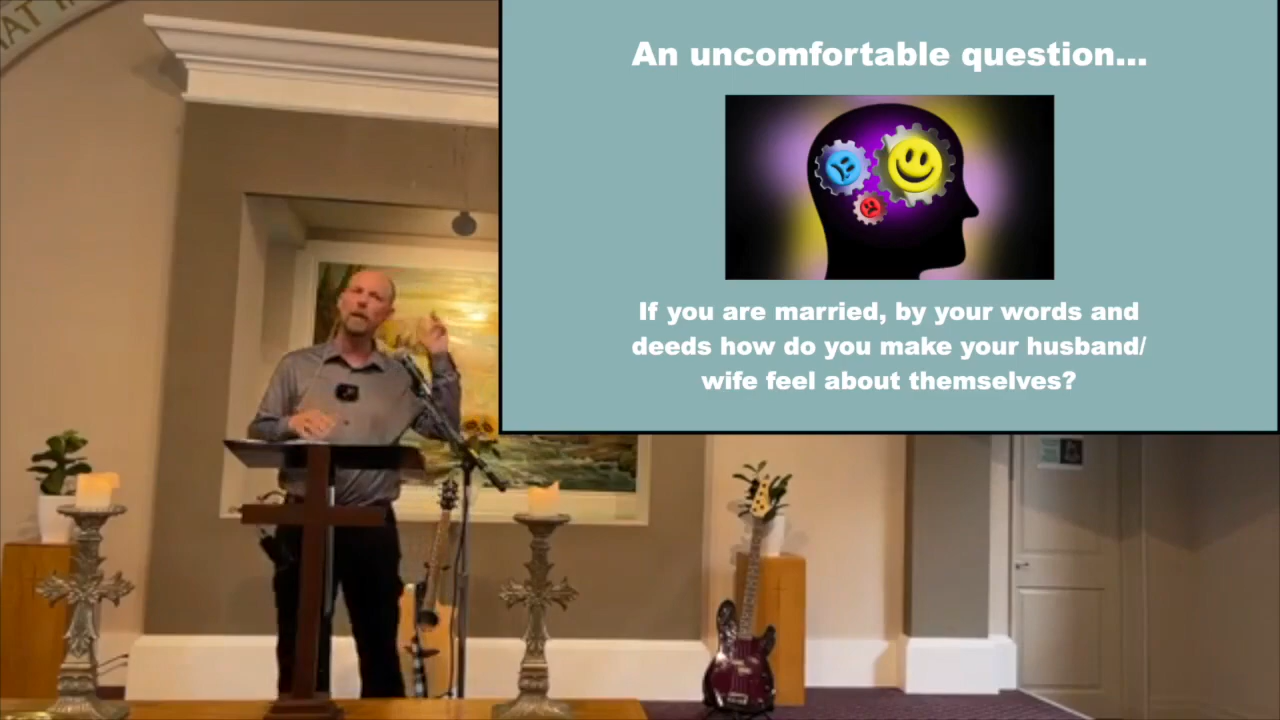 AT
An uncomfortable question...
If you are married, by your words and
deeds how do you make your husband/
wife feel about themselves?